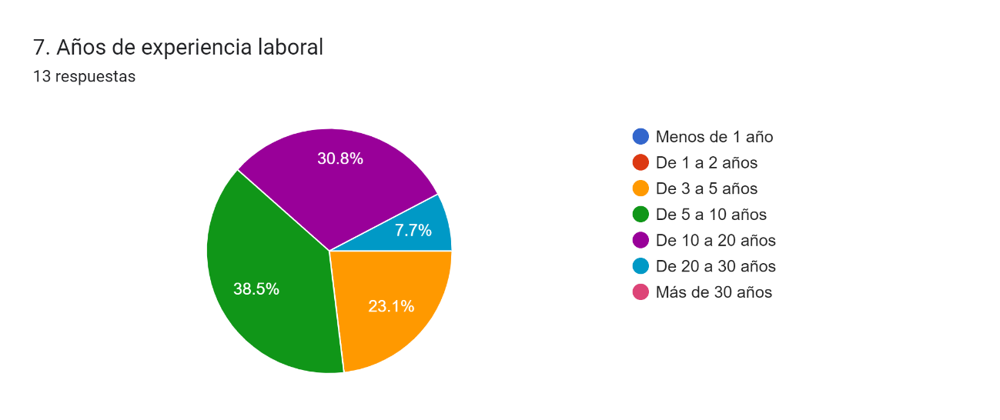 7. Años de experiencia laboral
13 respuestas
30.8%
7.7%
38.5%
23.1%
Menos de 1 año
De 1 a 2 años
De 3 a 5 años
De 5 a 10 años
De 10 a 20 años
De 20 a 30 años
Más de 30 años